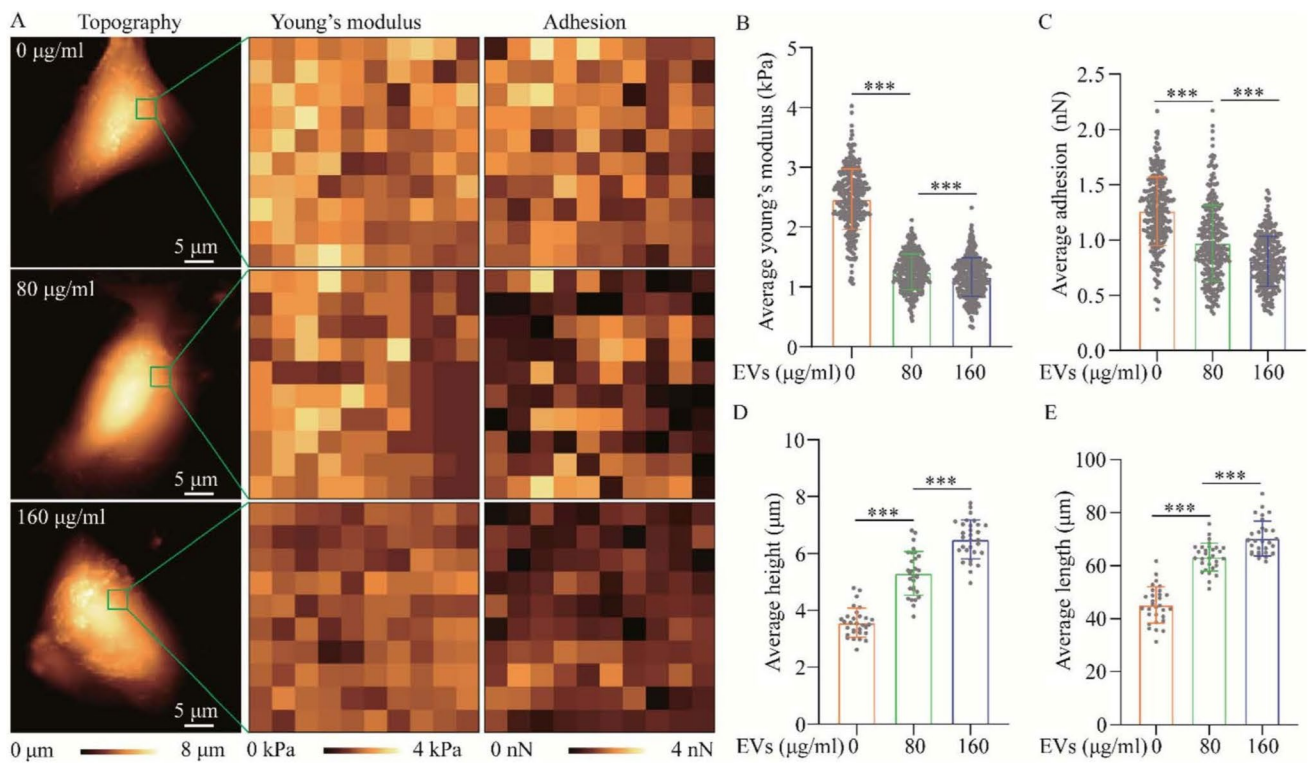 A Topography Young's modulus Adhesion
0 μg/ml
5 μm
80 μg/ml
5 μm
160 μg/ml
5 μm
0 μm 8 μm 0 kPa 4 kPa 0 nN 4 nN
B
Average young's modulus (kPa)
5
4
3
2
1
0
***
***
EVs (μg/ml) 0 80 160
C
Average adhesion (nN)
2.5
2.0
1.5
1.0
0.5
0.0
***
***
EVs (μg/ml) 0 80 160
D
Average height (μm)
10
8
6
4
2
0
***
***
EVs (μg/ml) 0 80 160
E
Average length (μm)
100
80
60
40
20
0
***
***
EVs (μg/ml) 0 80 160